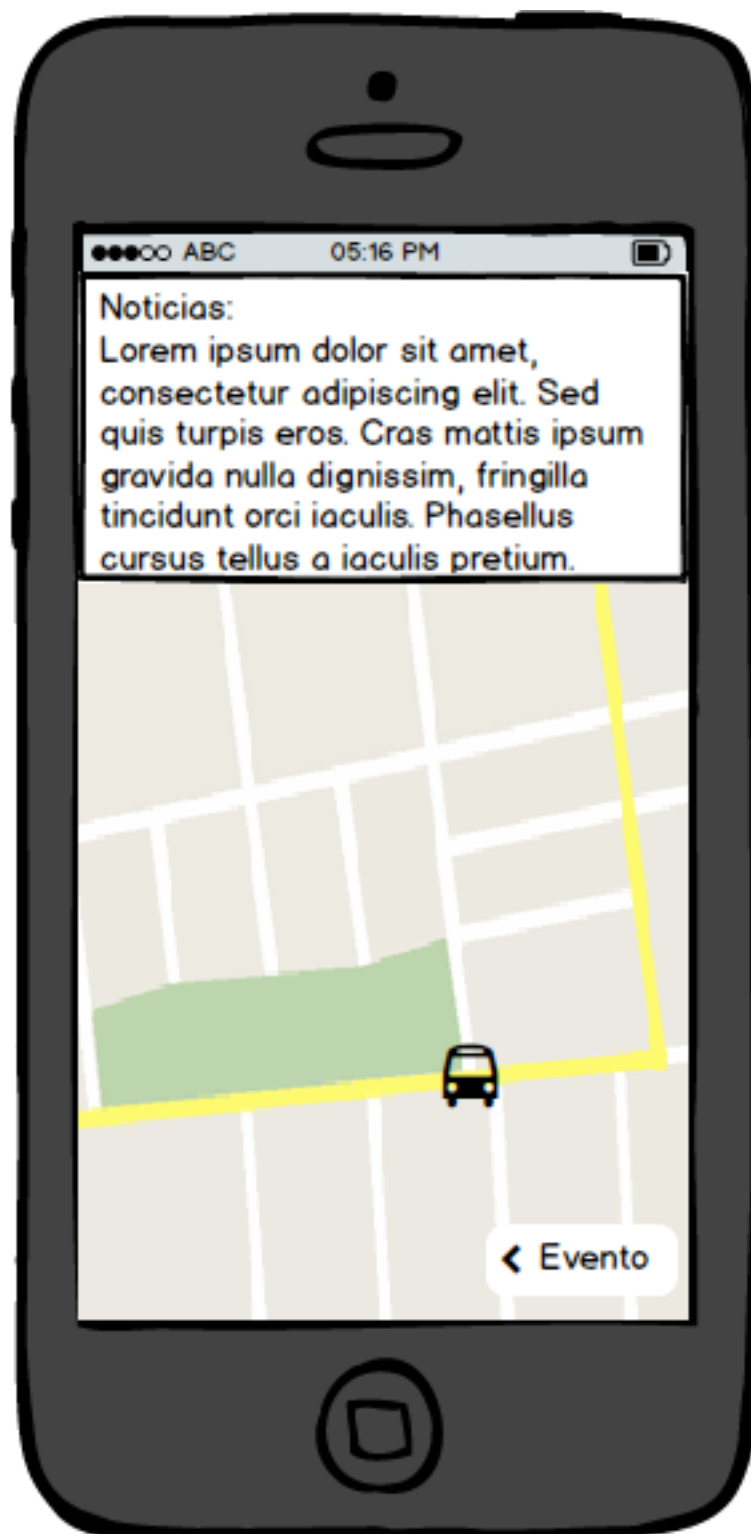 ABC 05:16 PM
Noticias:
Lorem ipsum dolor sit amet,
consectetur adipiscing elit. Sed
quis turpis eros. Cras mattis ipsum
gravida nulla dignissim, fringilla
tincidunt orci iaculis. Phasellus
cursus tellus a iaculis pretium.
Evento